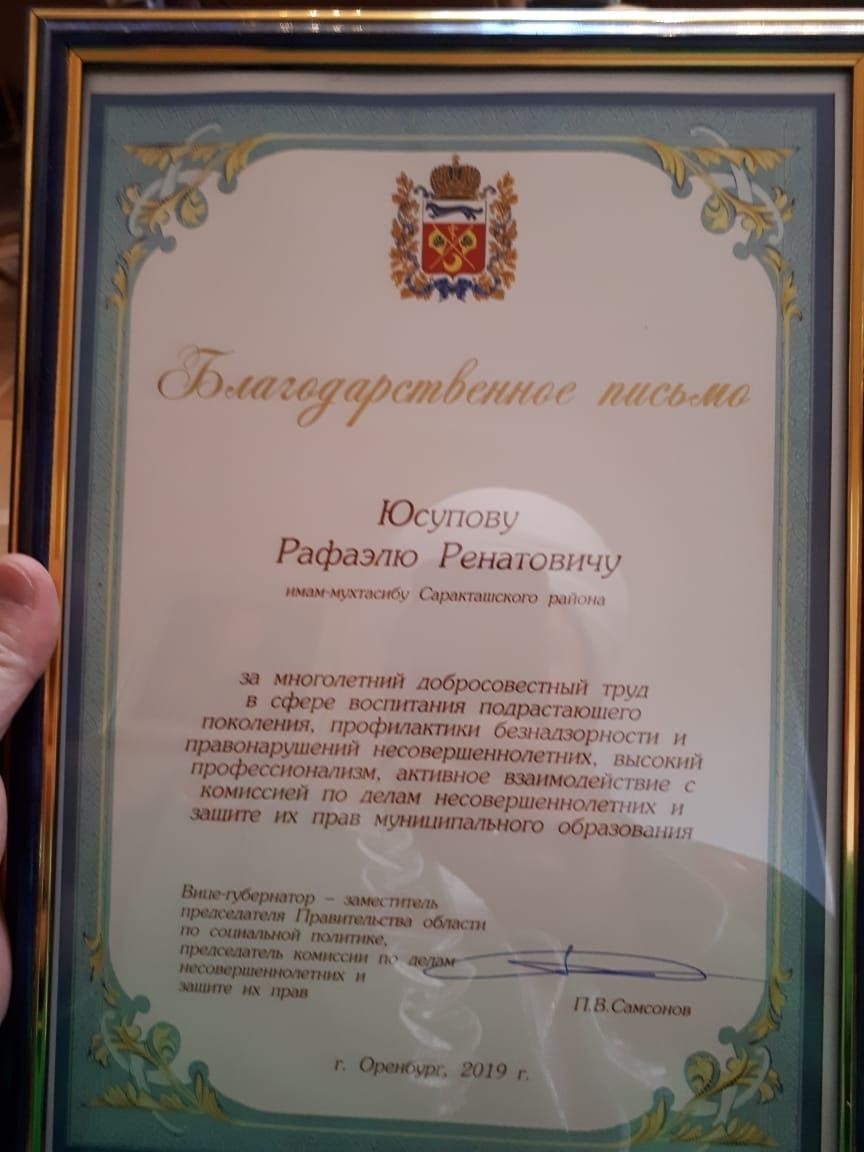 Благодарственное письмо
Юсупову
Рафаэлю Ренатовичу
имам-мухтасибу Саракташского района
за многолетний добросовестный труд
в сфере воспитания подрастающего
поколения, профилактики безнадзорности и
правонарушений несовершеннолетних, высокий
профессионализм, активное взаимодействие с
комиссией по делам несовершеннолетних и
защите их прав муниципального образования
Вице-губернатор – заместитель
председателя Правительства области
по социальной политике,
председатель комиссии по делам
несовершеннолетних и
защите их прав
П.В.Самсонов
г. Оренбург, 2019 г.